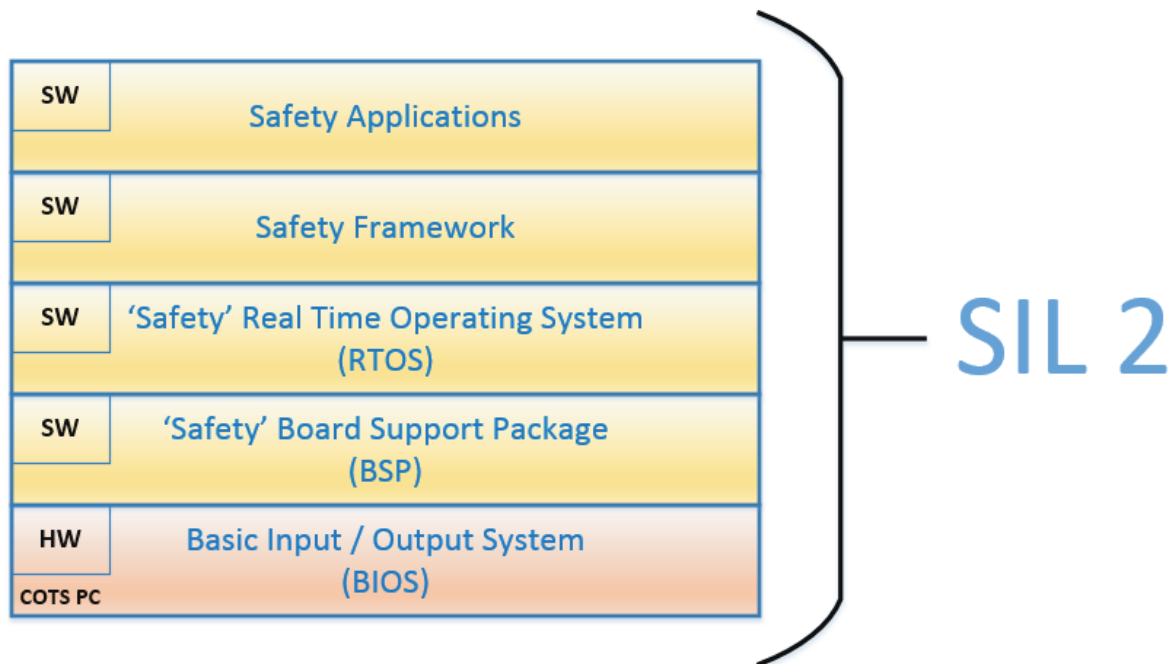 SW
Safety Applications
SW
Safety Framework
SW
‘Safety’ Real Time Operating System
(RTOS)
SW
‘Safety’ Board Support Package
(BSP)
HW
Basic Input / Output System
(BIOS)
COTS PC
SIL 2